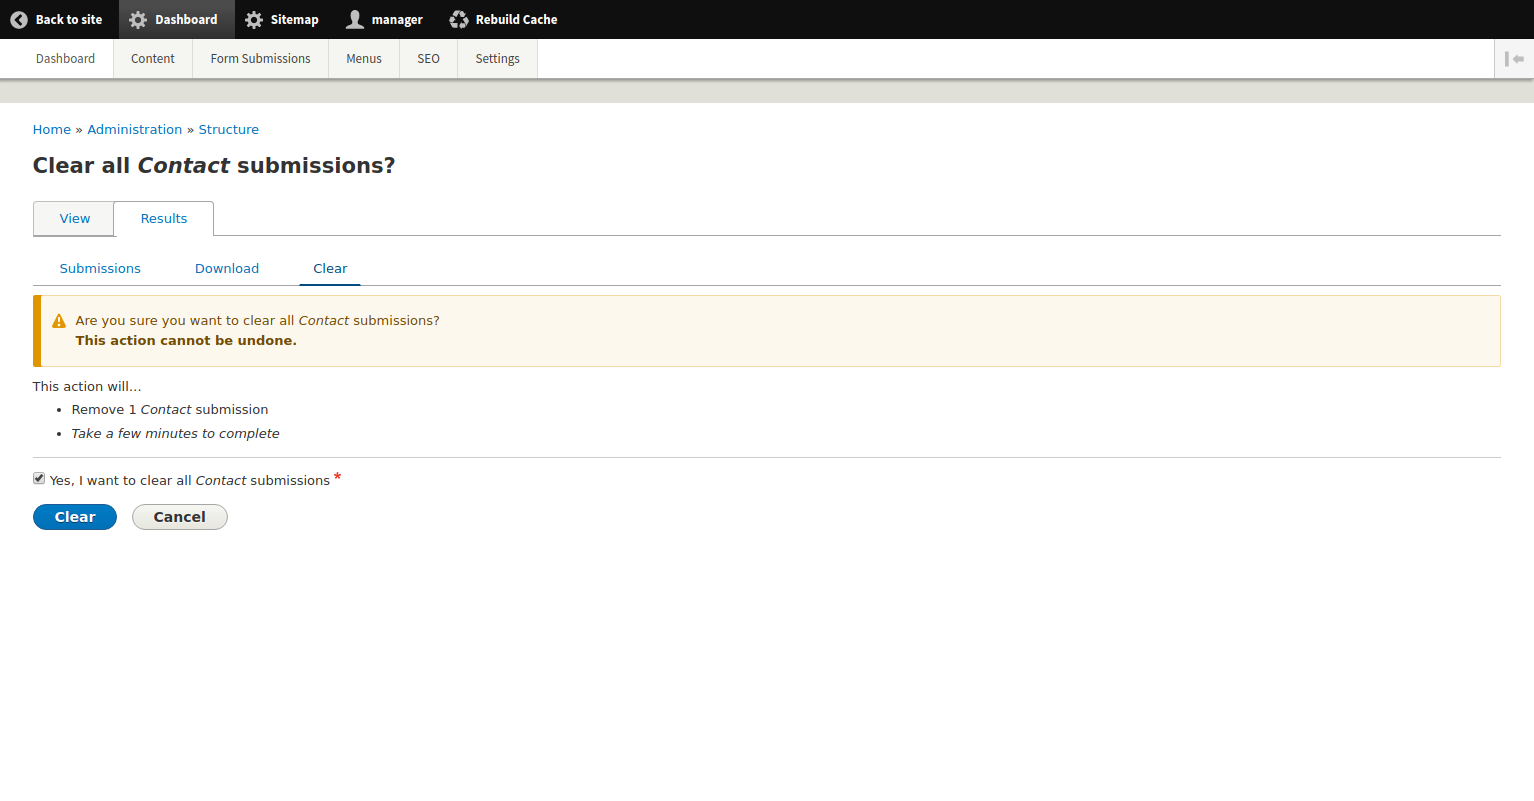 Back to site Dashboard Sitemap manager Rebuild Cache
Dashboard Content Form Submissions Menus SEO Settings
Home » Administration » Structure
Clear all Contact submissions?
View Results
Submissions Download Clear
Are you sure you want to clear all Contact submissions?
This action cannot be undone.
This action will...
• Remove 1 Contact submission
• Take a few minutes to complete
Yes, I want to clear all Contact submissions *
Clear Cancel